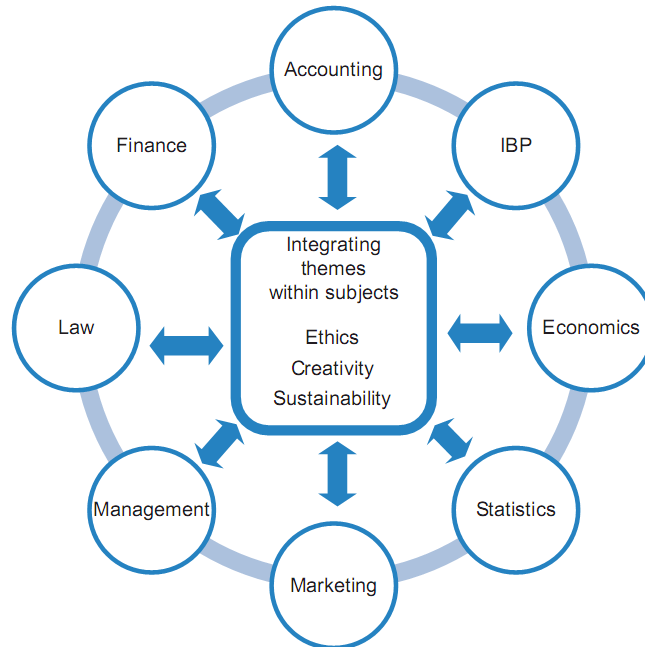 Accounting
Finance
IBP
Integrating
themes
within subjects
Ethics
Creativity
Sustainability
Law
Economics
Management
Statistics
Marketing